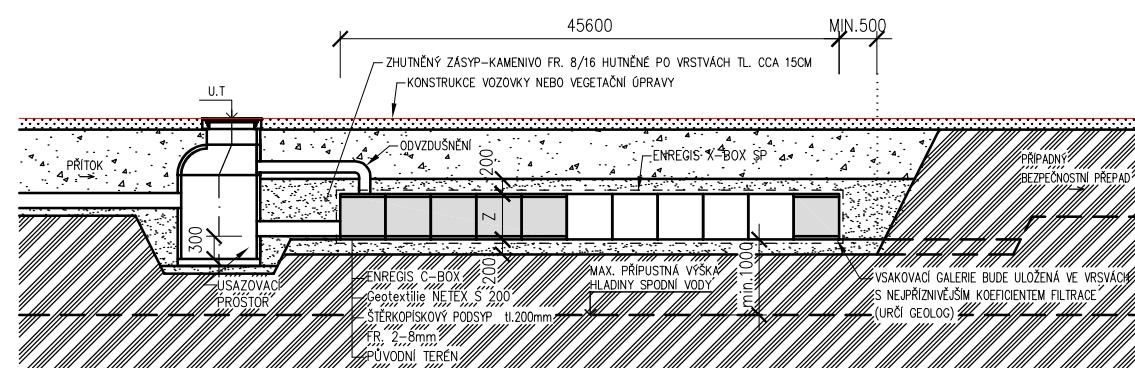 45600
MIN.500
ZHUTNĚNÝ ZÁSYP-KAMENIVO FR. 8/16 HUTNĚNÉ PO VRSTVÁCH TL. CCA 15CM
KONSTRUKCE VOZOVKY NEBO VEGETAČNÍ ÚPRAVY
U.T
ODVZDUŠNĚNÍ
PŘÍTOK
200
ENREGIS X-BOX SP
PŘÍPADNÝ
BEZPEČNOSTNÍ PŘEPAD
Z
300
200
min.1000
USAZOVACÍ
PROSTOR
ENREGIS C-BOX
Geotextílie NETEX S 200
ŠTĚRKOPÍSKOVÝ PODSYP tl.200mm
FR. 2-8mm
PŮVODNÍ TERÉN
MAX. PŘÍPUSTNÁ VÝŠKA
HLADINY SPODNÍ VODY
VSAKOVACÍ GALERIE BUDE ULOŽENÁ VE VRSVÁCH
S NEJPŘÍZNIVĚJŠÍM KOEFICIENTEM FILTRACE
(URČÍ GEOLOG)